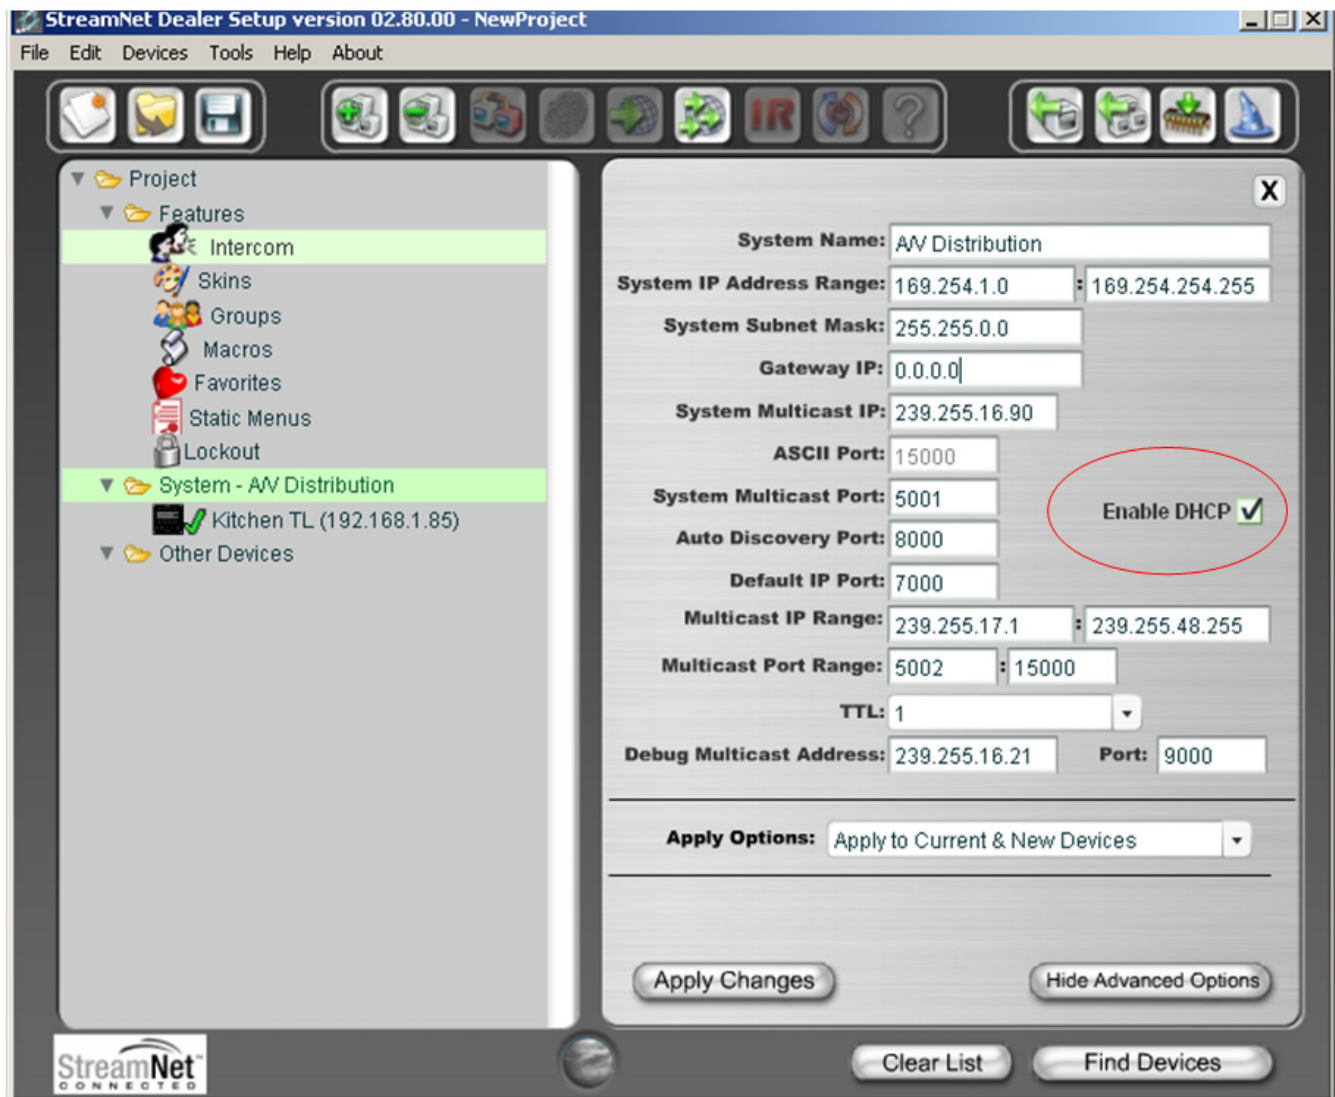 StreamNet Dealer Setup version 02.80.00 - NewProject
File Edit Devices Tools Help About
IR ?
Project
Features
Intercom
Skins
Groups
Macros
Favorites
Static Menus
Lockout
System - A/V Distribution
Kitchen TL (192.168.1.85)
Other Devices
X
System Name: A/V Distribution
System IP Address Range: 169.254.1.0 : 169.254.254.255
System Subnet Mask: 255.255.0.0
Gateway IP: 0.0.0.0
System Multicast IP: 239.255.16.90
ASCII Port: 15000
System Multicast Port: 5001
Enable DHCP
Auto Discovery Port: 8000
Default IP Port: 7000
Multicast IP Range: 239.255.17.1 : 239.255.48.255
Multicast Port Range: 5002 : 15000
TTL: 1
Debug Multicast Address: 239.255.16.21 Port: 9000
Apply Options: Apply to Current & New Devices
Apply Changes Hide Advanced Options
StreamNet™
CONNECTED
Clear List Find Devices